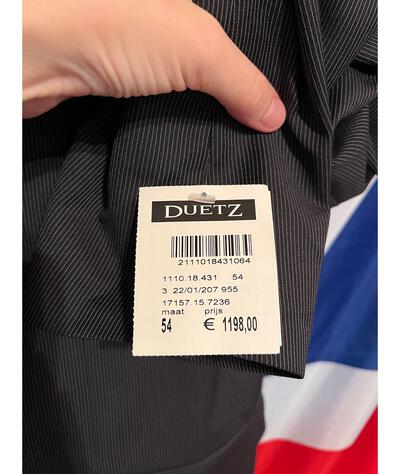 DUETZ
2111018431064
1110.18.431 54
3 22/01/207 955
17157.15.7236
maat prijs
54 € 1198,00